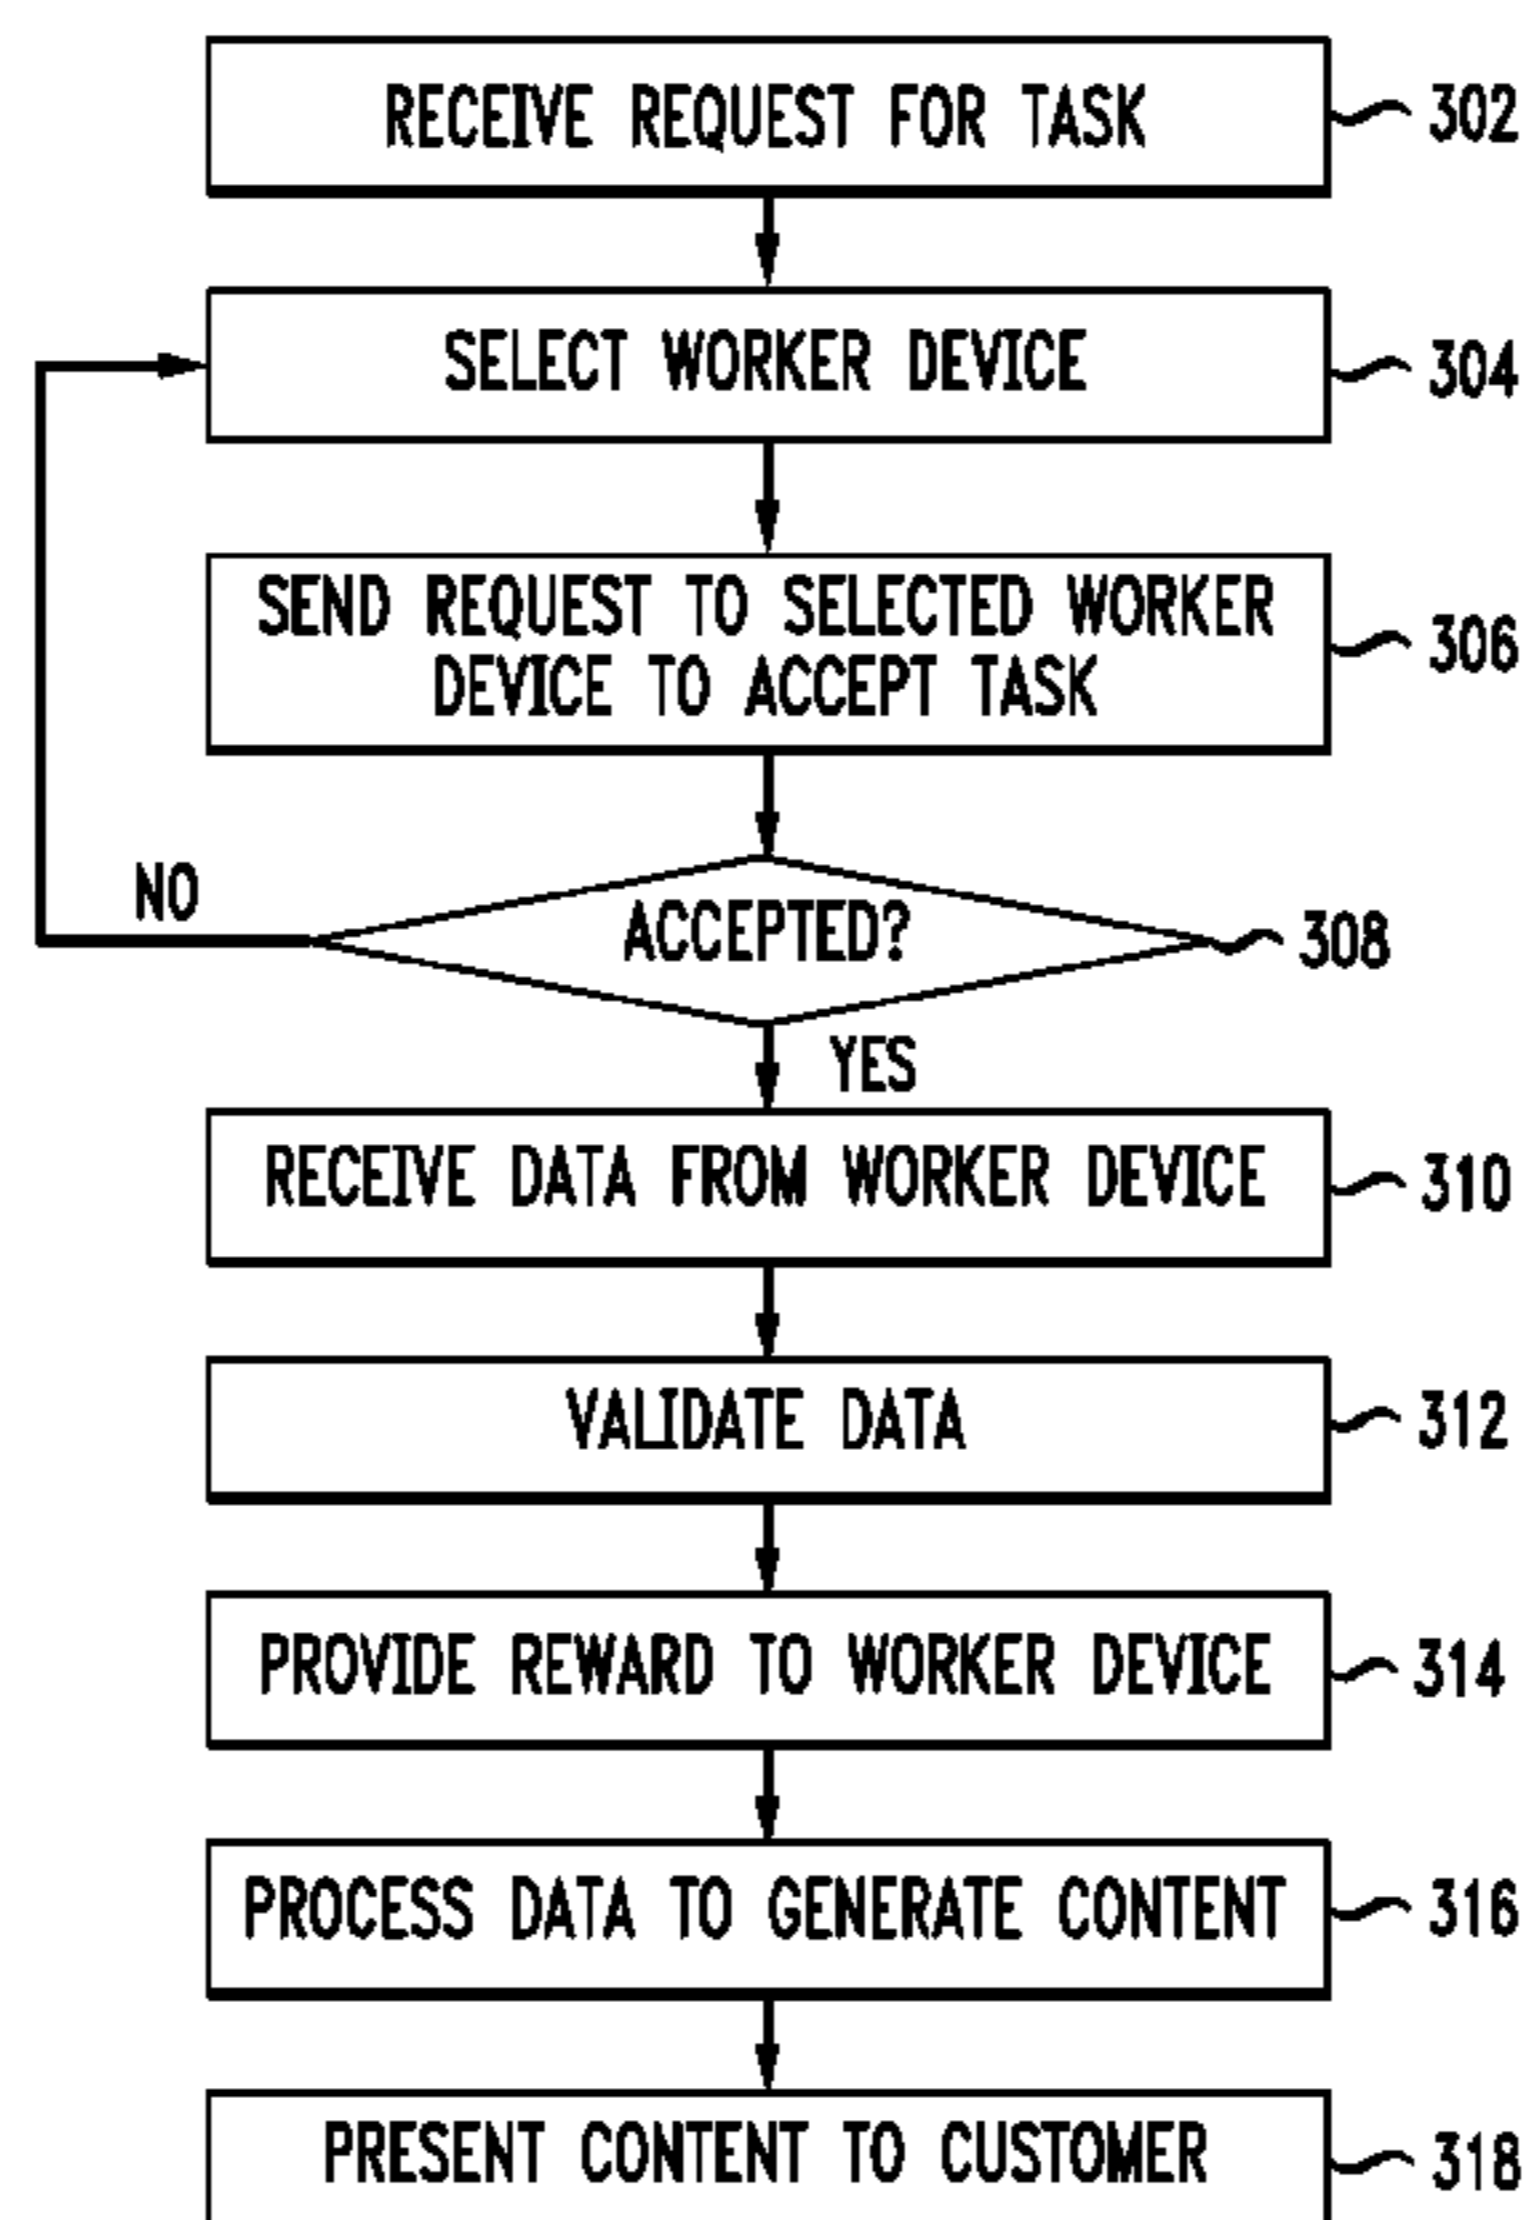 RECEIVE REQUEST FOR TASK 302
SELECT WORKER DEVICE 304
SEND REQUEST TO SELECTED WORKER
DEVICE TO ACCEPT TASK 306
NO
ACCEPTED? 308
YES
RECEIVE DATA FROM WORKER DEVICE 310
VALIDATE DATA 312
PROVIDE REWARD TO WORKER DEVICE 314
PROCESS DATA TO GENERATE CONTENT 316
PRESENT CONTENT TO CUSTOMER 318